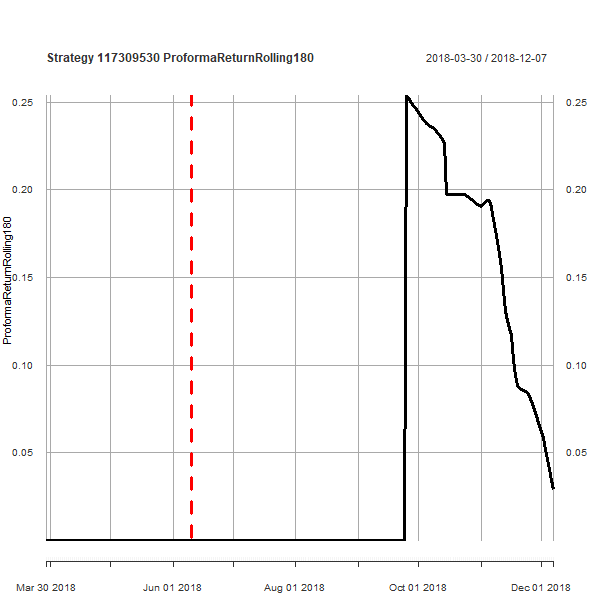 Strategy 117309530 ProformaReturnRolling180
2018-03-30 / 2018-12-07
0.25
0.20
0.15
0.10
0.05
ProformaReturnRolling180
0.25
0.20
0.15
0.10
0.05
Mar 30 2018
Jun 01 2018
Aug 01 2018
Oct 01 2018
Dec 01 2018